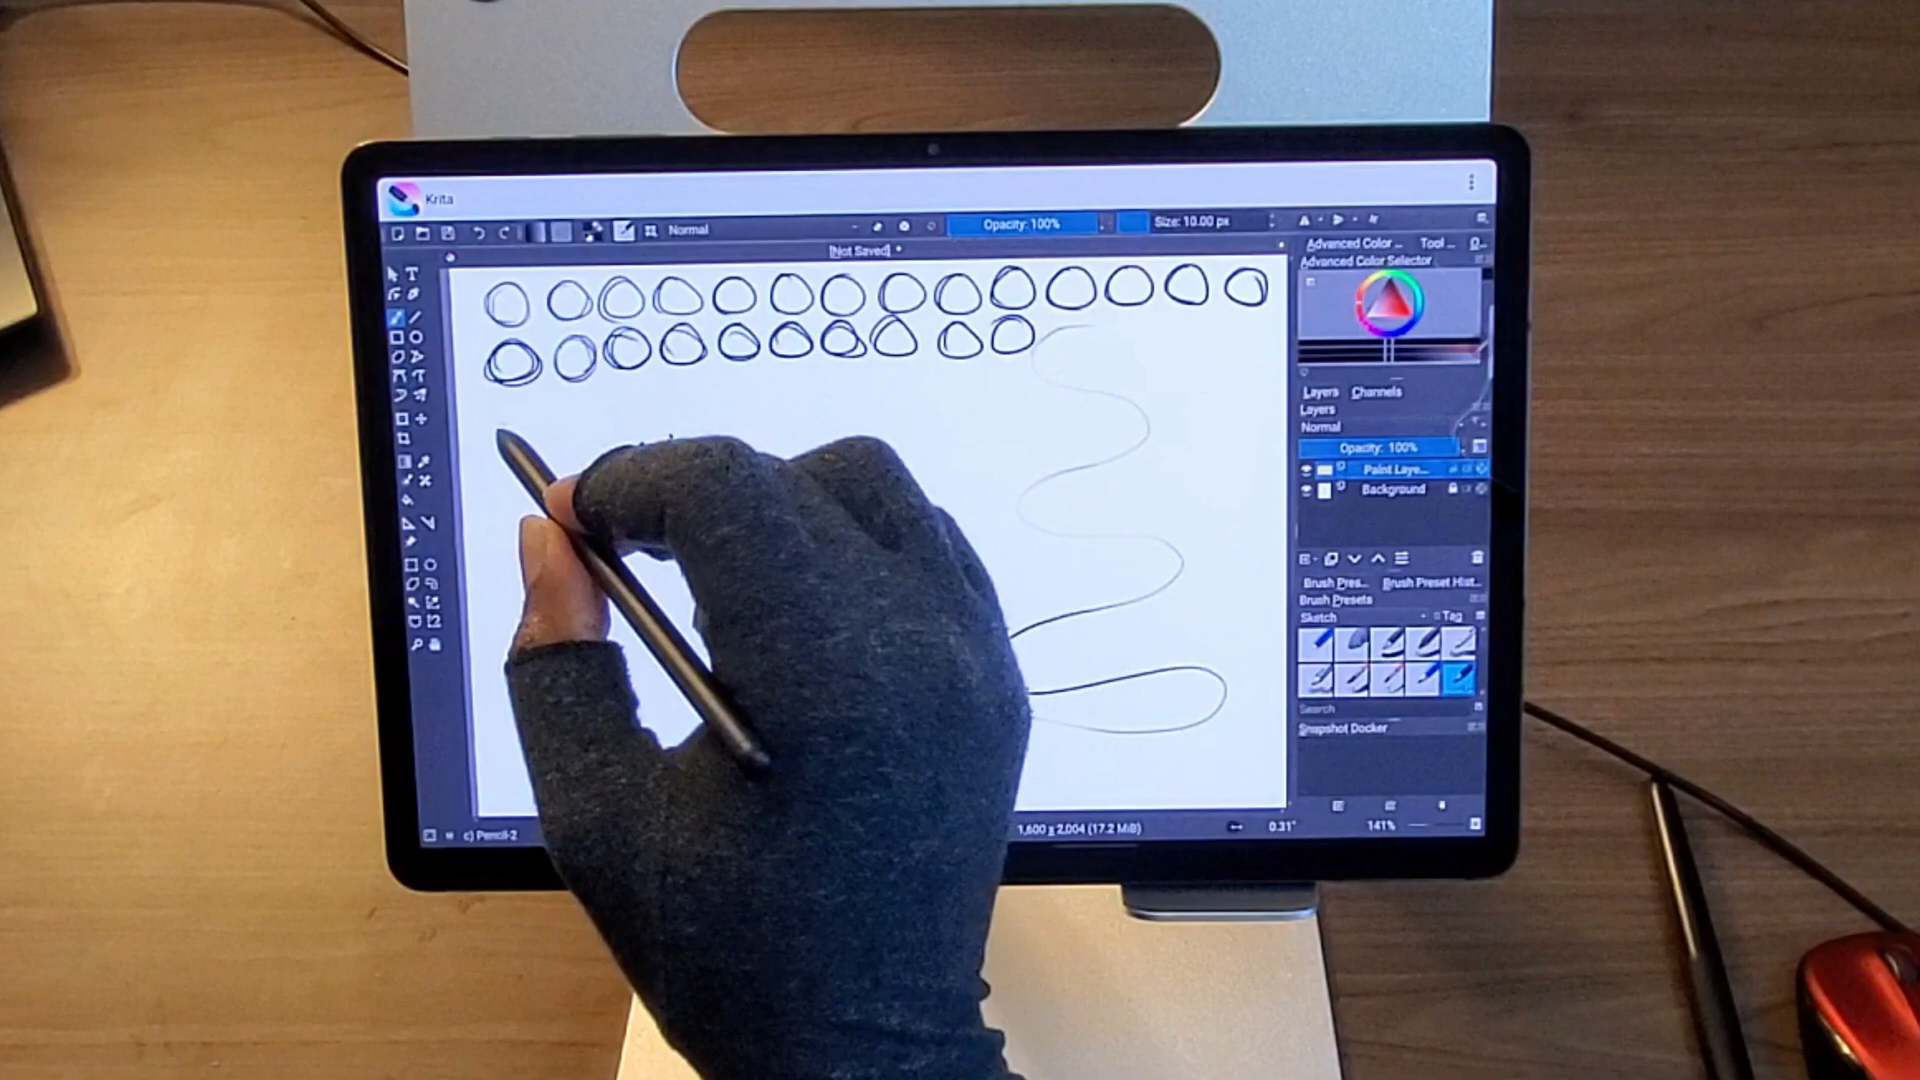 Krita
Normal
Opacity: 100%
Size: 10.00 px
[Not Saved] *
Advanced Color ... Tool ...
Advanced Color Selector
Layers Channels
Layers
Normal
Opacity: 100%
Paint Laye...
Background
Brush Pres... Brush Preset Hist...
Brush Presets
Sketch
Tag
Search
Snapshot Docker
c) Pencil-2
1,600 x 2,004 (17.2 MiB)
0.31°
141%